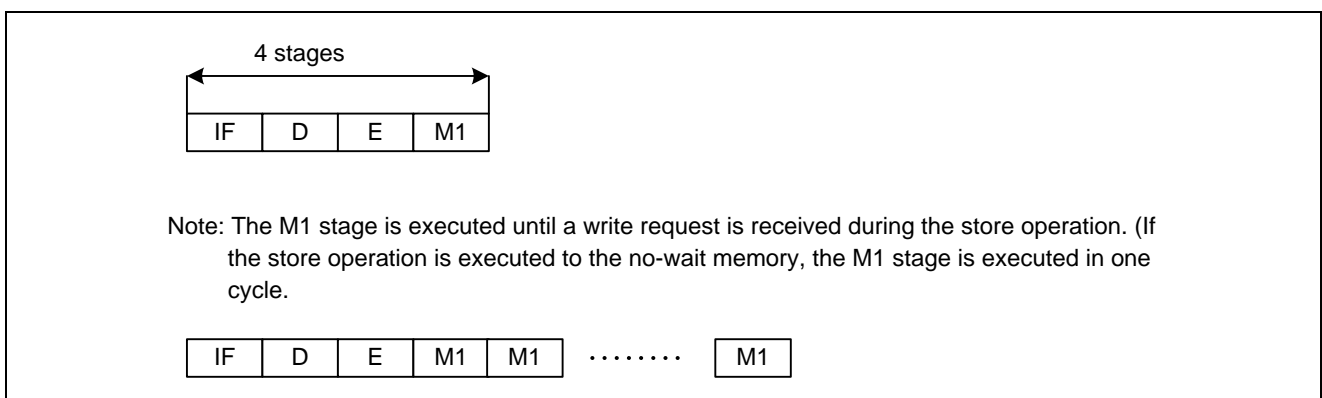 4 stages
IF D E M1
Note: The M1 stage is executed until a write request is received during the store operation. (If
the store operation is executed to the no-wait memory, the M1 stage is executed in one
cycle.
IF D E M1 M1 ········ M1